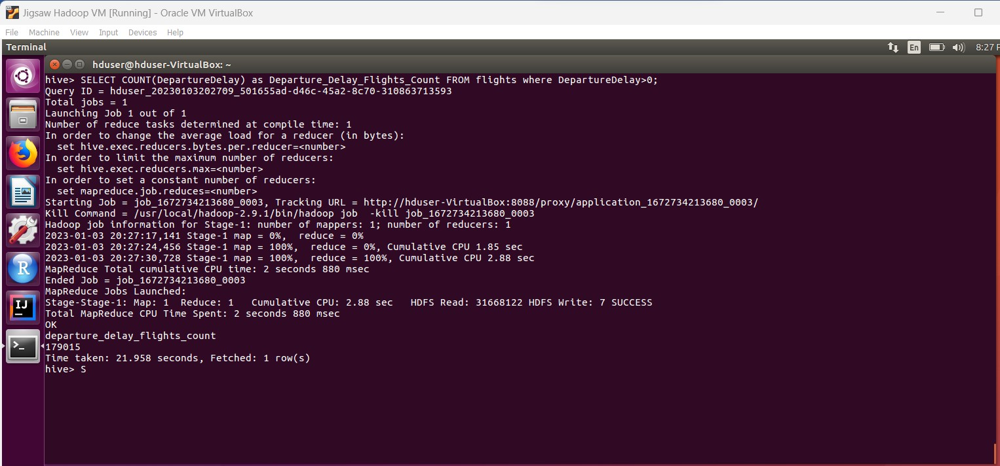 Jigsaw Hadoop VM [Running] - Oracle VM VirtualBox
File Machine View Input Devices Help
Terminal En 8:27
hduser@hduser-VirtualBox: ~
hive> SELECT COUNT(DepartureDelay) as Departure_Delay_Flights_Count FROM flights where DepartureDelay>0;
Query ID = hduser_20230103202709_501655ad-d46c-45a2-8c70-310863713593
Total jobs = 1
Launching Job 1 out of 1
Number of reduce tasks determined at compile time: 1
In order to change the average load for a reducer (in bytes):
  set hive.exec.reducers.bytes.per.reducer=<number>
In order to limit the maximum number of reducers:
  set hive.exec.reducers.max=<number>
In order to set a constant number of reducers:
  set mapreduce.job.reduces=<number>
Starting Job = job_1672734213680_0003, Tracking URL = http://hduser-VirtualBox:8088/proxy/application_1672734213680_0003/
Kill Command = /usr/local/hadoop-2.9.1/bin/hadoop job  -kill job_1672734213680_0003
Hadoop job information for Stage-1: number of mappers: 1; number of reducers: 1
2023-01-03 20:27:17,141 Stage-1 map = 0%,  reduce = 0%
2023-01-03 20:27:24,456 Stage-1 map = 100%,  reduce = 0%, Cumulative CPU 1.85 sec
2023-01-03 20:27:30,728 Stage-1 map = 100%,  reduce = 100%, Cumulative CPU 2.88 sec
MapReduce Total cumulative CPU time: 2 seconds 880 msec
Ended Job = job_1672734213680_0003
MapReduce Jobs Launched:
Stage-Stage-1: Map: 1  Reduce: 1   Cumulative CPU: 2.88 sec   HDFS Read: 31668122 HDFS Write: 7 SUCCESS
Total MapReduce CPU Time Spent: 2 seconds 880 msec
OK
departure_delay_flights_count
179015
Time taken: 21.958 seconds, Fetched: 1 row(s)
hive> S
R
IJ
>_